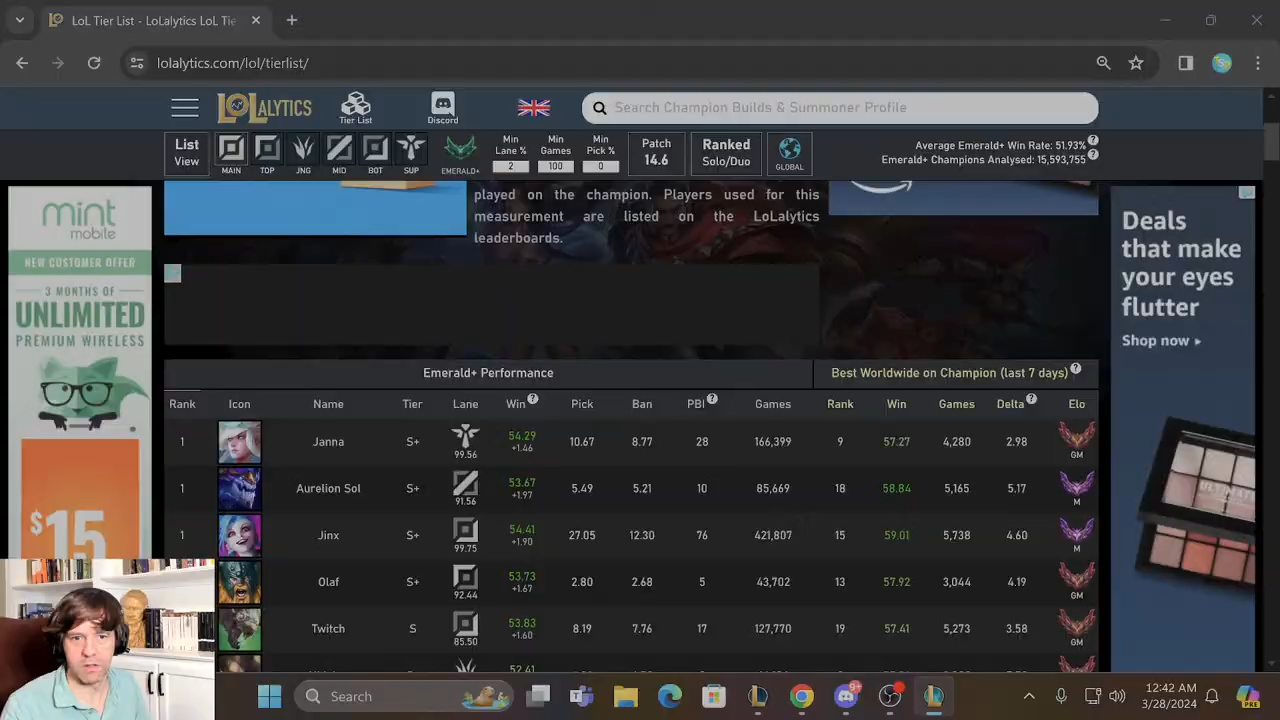 LoL Tier List - LoLalytics LoL Tie
lolalytics.com/lol/tierlist/
LOLALYTICS
Tier List
Discord
Search Champion Builds & Summoner Profile
List
View
MAIN
TOP
JNG
MID
BOT
SUP
EMERALD+
Min
Lane %
2
Min
Games
100
Min
Pick %
0
Patch
14.6
Ranked
Solo/Duo
GLOBAL
Average Emerald+ Win Rate: 51.93% ?
Emerald+ Champions Analysed: 15,593,755 ?
mint
mobile
NEW CUSTOMER OFFER
3 MONTHS OF
UNLIMITED
PREMIUM WIRELESS
$15
played on the champion. Players used for this
measurement are listed on the LoLalytics
leaderboards.
Deals
that make
your eyes
flutter
Shop now
Emerald+ Performance Best Worldwide on Champion (last 7 days) ?
Rank Icon Name Tier Lane Win ? Pick Ban PBI ? Games Rank Win Games Delta ? Elo
1 Janna S+ 99.56 54.29 +1.46 10.67 8.77 28 166,399 9 57.27 4,280 2.98 GM
1 Aurelion Sol S+ 91.56 53.67 +1.97 5.49 5.21 10 85,669 18 58.84 5,165 5.17 M
1 Jinx S+ 99.75 54.41 +1.90 27.05 12.30 76 421,807 15 59.01 5,738 4.60 M
1 Olaf S+ 92.44 53.73 +1.67 2.80 2.68 5 43,702 13 57.92 3,044 4.19 GM
1 Twitch S 85.50 53.83 +1.60 8.19 7.76 17 127,770 19 57.41 5,273 3.58 GM
52.41
Search
9+
12:42 AM
3/28/2024
PRE